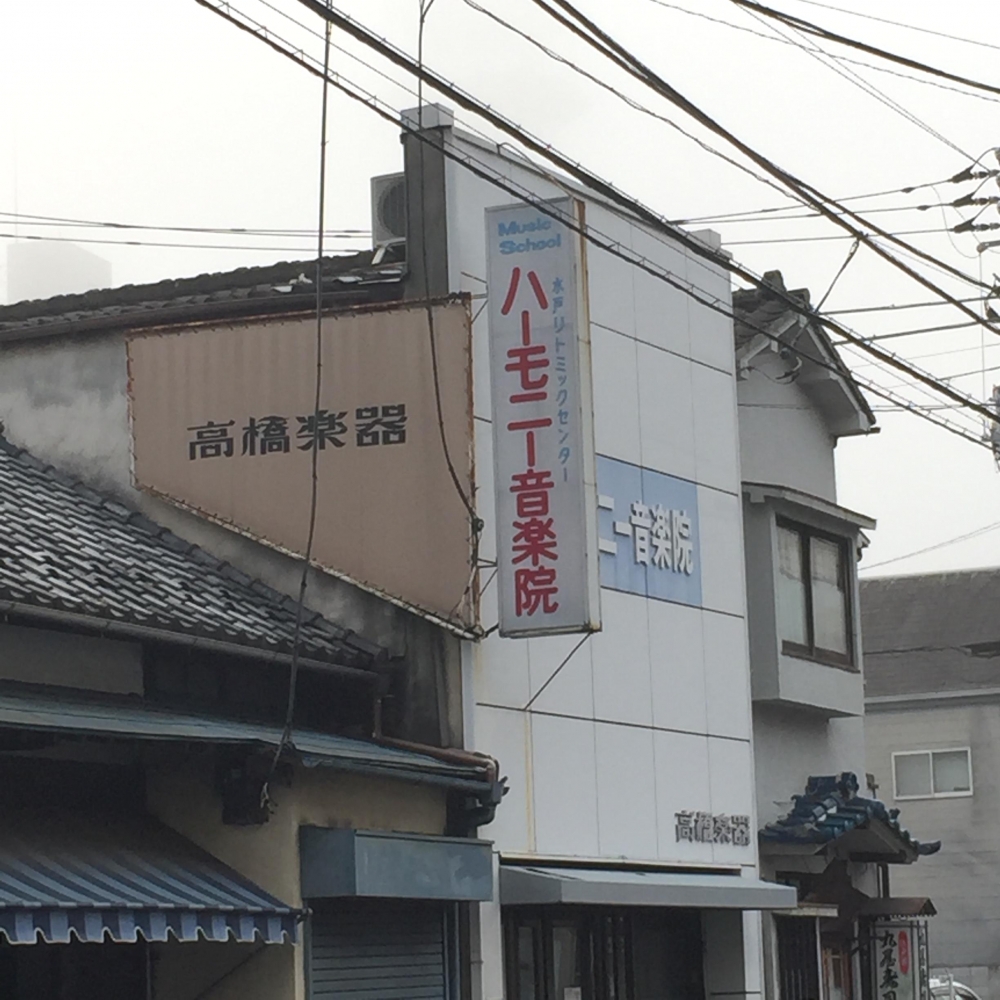 高橋楽器
Music
School
水戸リトミックセンター
ハーモニー音楽院
ニー音楽院
高橋楽器